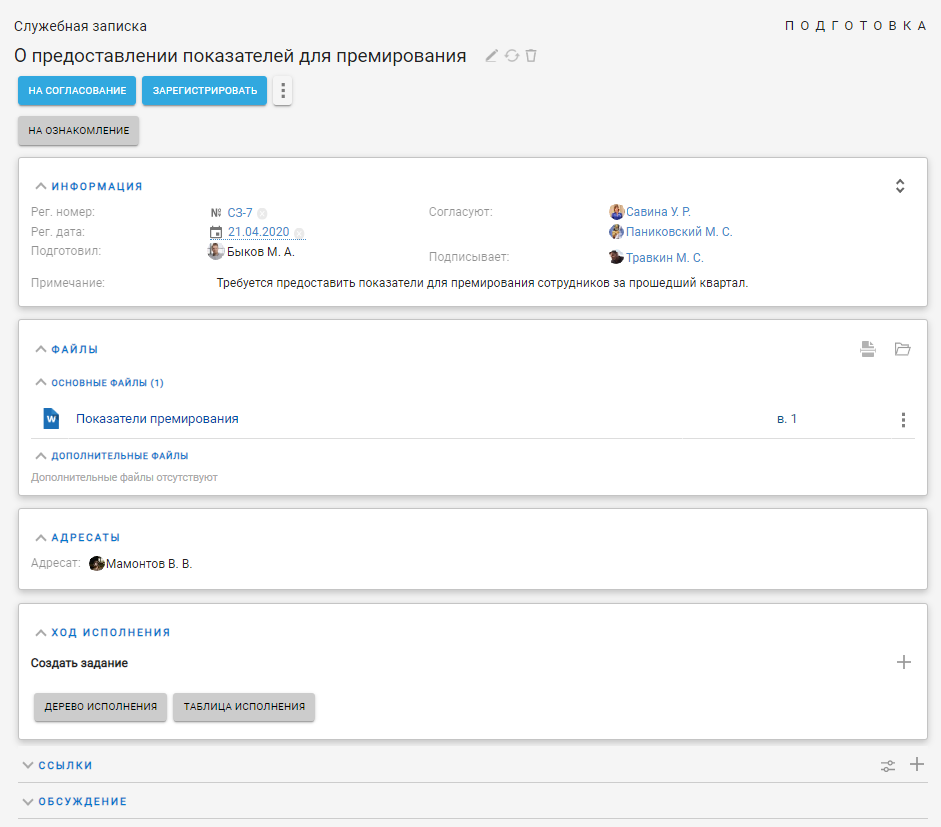 Служебная записка
ПОДГОТОВКА
О предоставлении показателей для премирования
НА СОГЛАСОВАНИЕ
ЗАРЕГИСТРИРОВАТЬ
НА ОЗНАКОМЛЕНИЕ
ИНФОРМАЦИЯ
Рег. номер: № СЗ-7
Рег. дата: 21.04.2020
Подготовил: Быков М. А.
Согласуют: Савина У. Р.
Паниковский М. С.
Подписывает: Травкин М. С.
Примечание: Требуется предоставить показатели для премирования сотрудников за прошедший квартал.
ФАЙЛЫ
ОСНОВНЫЕ ФАЙЛЫ (1)
W Показатели премирования в. 1
ДОПОЛНИТЕЛЬНЫЕ ФАЙЛЫ
Дополнительные файлы отсутствуют
АДРЕСАТЫ
Адресат: Мамонтов В. В.
ХОД ИСПОЛНЕНИЯ
Создать задание
ДЕРЕВО ИСПОЛНЕНИЯ
ТАБЛИЦА ИСПОЛНЕНИЯ
ССЫЛКИ
ОБСУЖДЕНИЕ